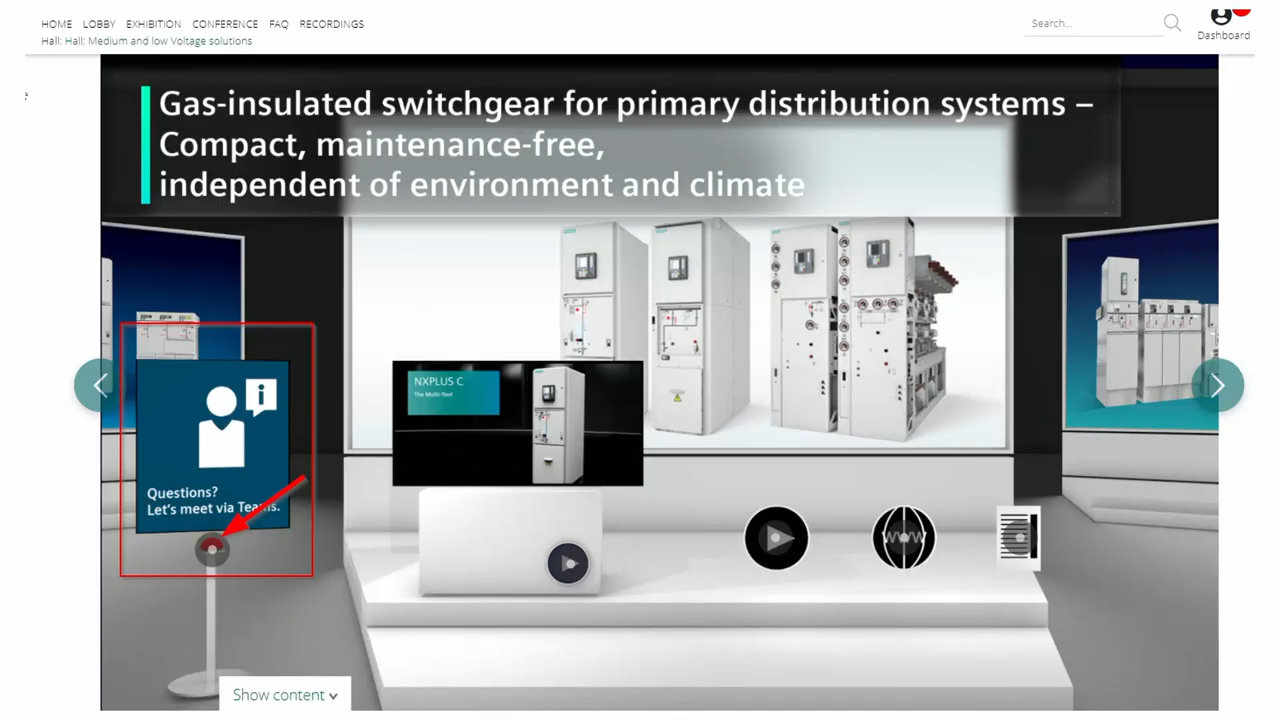 HOME LOBBY EXHIBITION CONFERENCE FAQ RECORDINGS
Search...
Dashboard
Hall: Hall: Medium and low Voltage solutions
Gas-insulated switchgear for primary distribution systems –
Compact, maintenance-free,
independent of environment and climate
NXPLUS C
The Multi-Tool
Questions?
Let's meet via Teams.
WWW
Show content